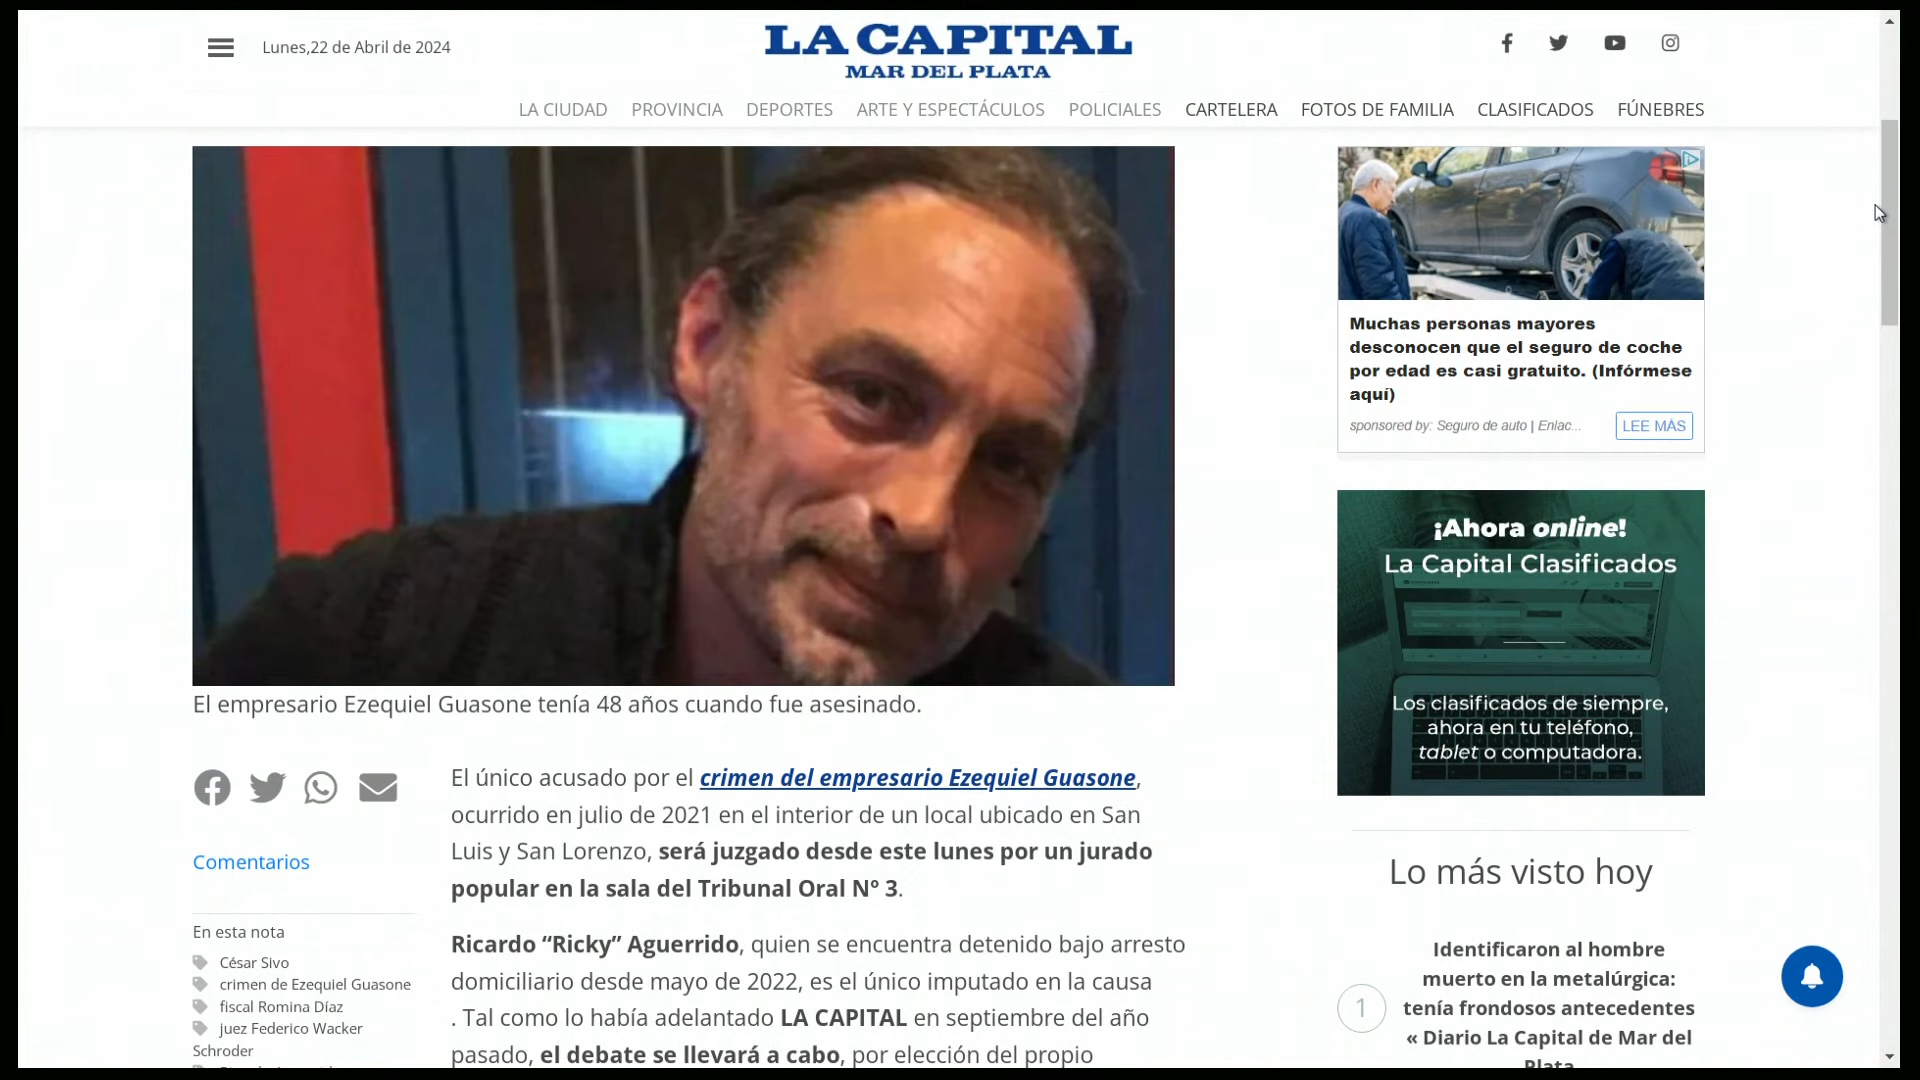 Lunes,22 de Abril de 2024
LA CAPITAL
MAR DEL PLATA
LA CIUDAD PROVINCIA DEPORTES ARTE Y ESPECTÁCULOS POLICIALES CARTELERA FOTOS DE FAMILIA CLASIFICADOS FÚNEBRES
El empresario Ezequiel Guasone tenía 48 años cuando fue asesinado.
Comentarios
En esta nota
César Sivo
crimen de Ezequiel Guasone
fiscal Romina Díaz
juez Federico Wacker
Schroder
El único acusado por el crimen del empresario Ezequiel Guasone,
ocurrido en julio de 2021 en el interior de un local ubicado en San
Luis y San Lorenzo, será juzgado desde este lunes por un jurado
popular en la sala del Tribunal Oral Nº 3.
Ricardo “Ricky” Aguerrido, quien se encuentra detenido bajo arresto
domiciliario desde mayo de 2022, es el único imputado en la causa
. Tal como lo había adelantado LA CAPITAL en septiembre del año
pasado, el debate se llevará a cabo, por elección del propio
Muchas personas mayores
desconocen que el seguro de coche
por edad es casi gratuito. (Infórmese
aquí)
sponsored by: Seguro de auto | Enlac...
LEE MÁS
¡Ahora online!
La Capital Clasificados
Los clasificados de siempre,
ahora en tu teléfono,
tablet o computadora.
Lo más visto hoy
1
Identificaron al hombre
muerto en la metalúrgica:
tenía frondosos antecedentes
« Diario La Capital de Mar del
Plata